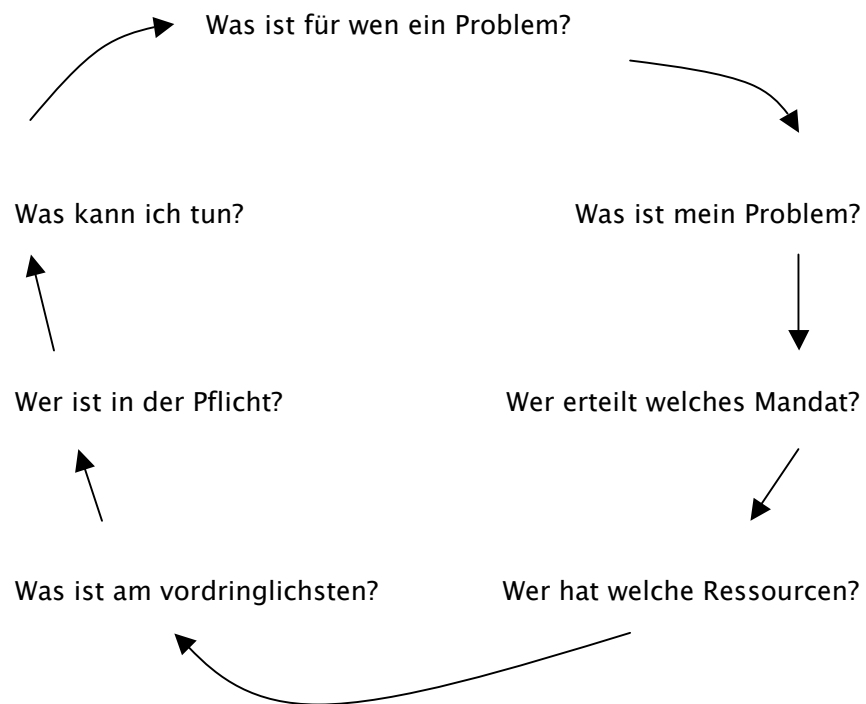 Was ist für wen ein Problem?
Was kann ich tun?
Was ist mein Problem?
Wer ist in der Pflicht?
Wer erteilt welches Mandat?
Was ist am vordringlichsten?
Wer hat welche Ressourcen?